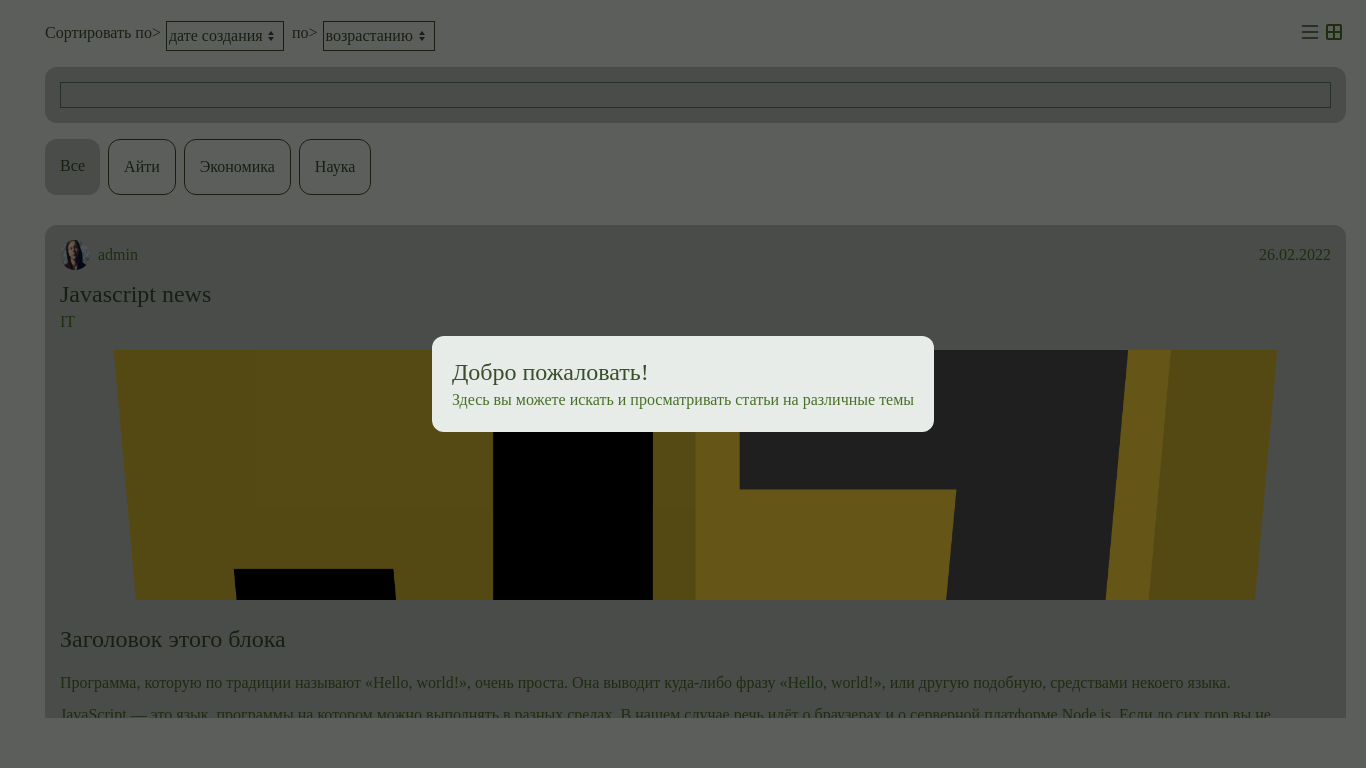 Сортировать по> дате создания по> возрастанию
Все Айти Экономика Наука
admin 26.02.2022
Javascript news
IT
Добро пожаловать!
Здесь вы можете искать и просматривать статьи на различные темы
Заголовок этого блока
Программа, которую по традиции называют «Hello, world!», очень проста. Она выводит куда-либо фразу «Hello, world!», или другую подобную, средствами некоего языка.
JavaScript — это язык, программы на котором можно выполнять в разных средах. В нашем случае речь идёт о браузерах и о серверной платформе Node.js. Если до сих пор вы не